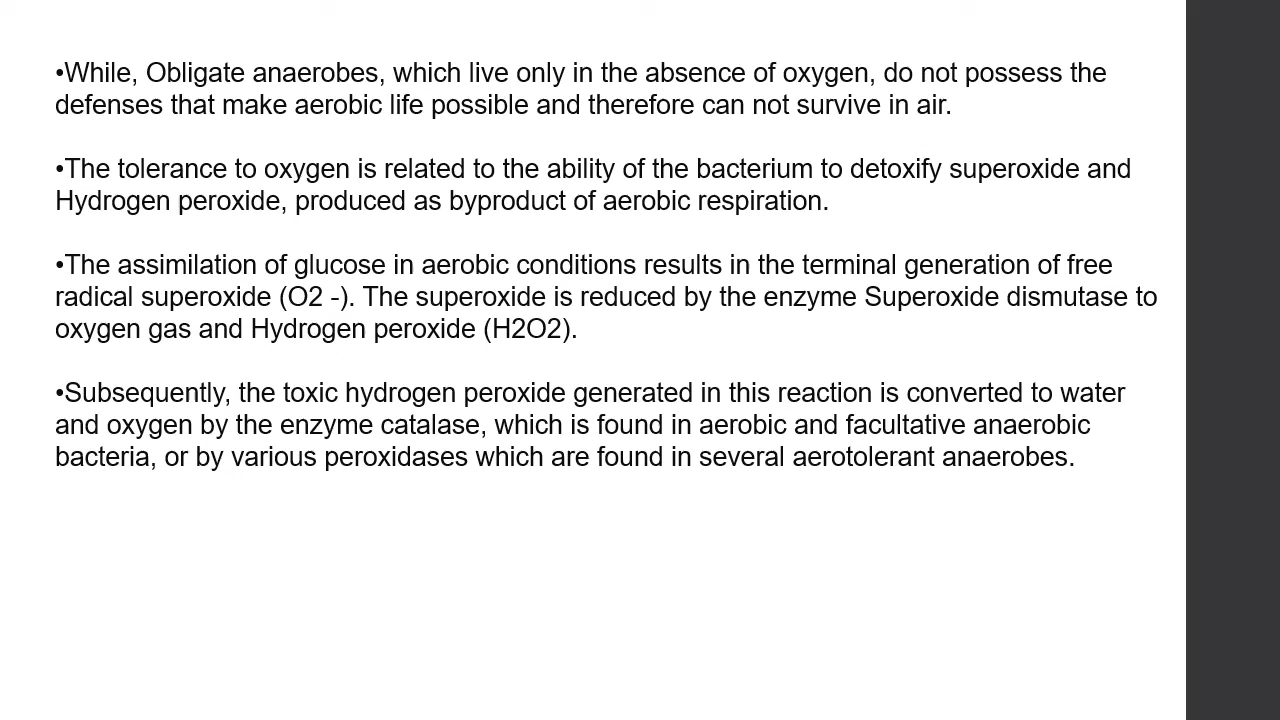 •While, Obligate anaerobes, which live only in the absence of oxygen, do not possess the
defenses that make aerobic life possible and therefore can not survive in air.
•The tolerance to oxygen is related to the ability of the bacterium to detoxify superoxide and
Hydrogen peroxide, produced as byproduct of aerobic respiration.
•The assimilation of glucose in aerobic conditions results in the terminal generation of free
radical superoxide (O2 -). The superoxide is reduced by the enzyme Superoxide dismutase to
oxygen gas and Hydrogen peroxide (H2O2).
•Subsequently, the toxic hydrogen peroxide generated in this reaction is converted to water
and oxygen by the enzyme catalase, which is found in aerobic and facultative anaerobic
bacteria, or by various peroxidases which are found in several aerotolerant anaerobes.